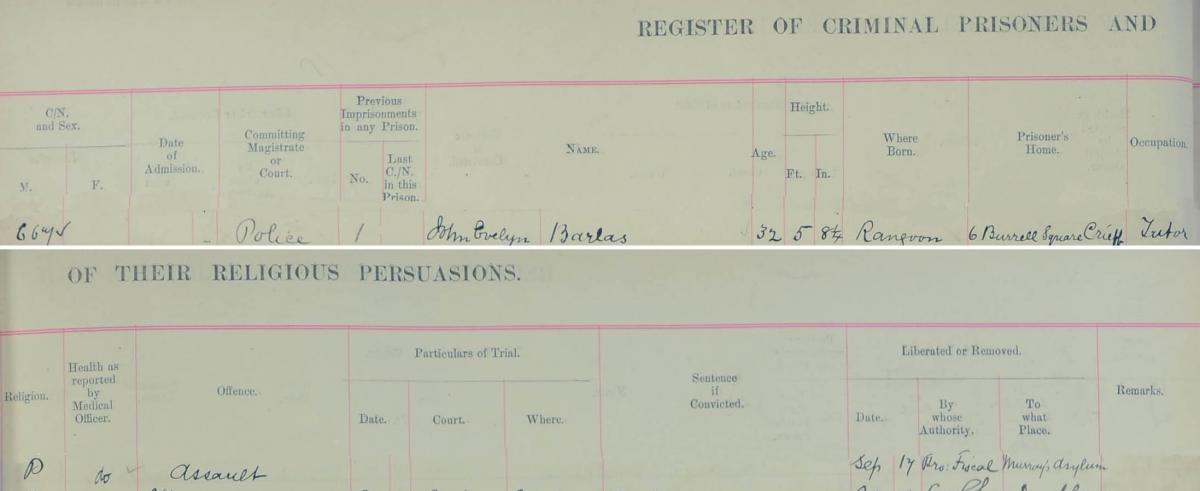 REGISTER OF CRIMINAL PRISONERS AND
C/N. and Sex.
M.
F.
Date of Admission.
Committing Magistrate or Court.
Previous Imprisonments in any Prison.
No.
Last C./N. in this Prison.
NAME.
Age.
Height.
Ft.
In.
Where Born.
Prisoner's Home.
Occupation.
Police 1 John Evelyn Barlas 32 5 8¼ Rangoon 6 Burrell Square Crieff Tutor
OF THEIR RELIGIOUS PERSUASIONS.
Religion.
Health as reported by Medical Officer.
Offence.
Particulars of Trial.
Date.
Court.
Where.
Sentence if Convicted.
Liberated or Removed.
Date.
By whose Authority.
To what Place.
Remarks.
P do Assault Sep 17 Pro: Fiscal Murray's Asylum